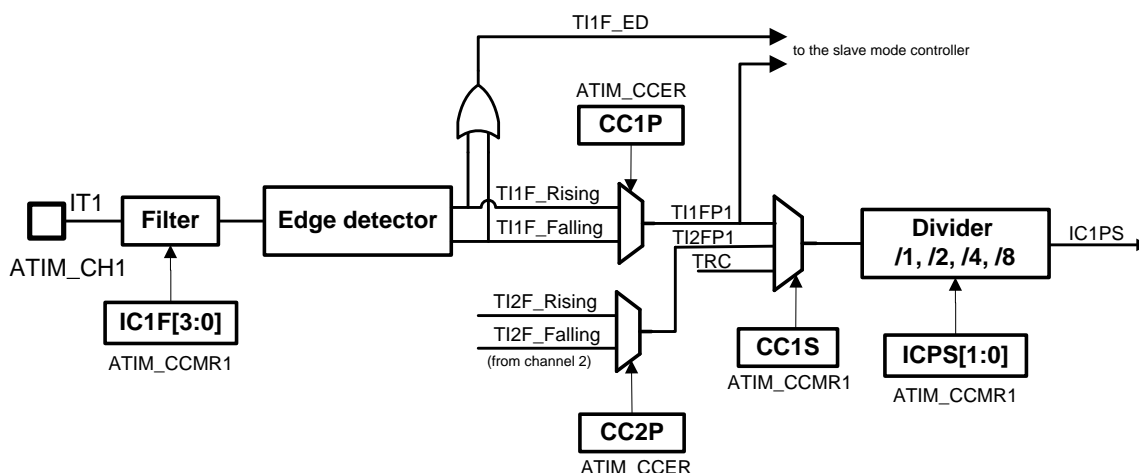 TI1F_ED
to the slave mode controller
ATIM_CCER
CC1P
IT1
Filter
Edge detector
TI1F_Rising
TI1F_Falling
TI1FP1
TI2FP1
TRC
Divider
/1, /2, /4, /8
IC1PS
ATIM_CH1
IC1F[3:0]
ATIM_CCMR1
TI2F_Rising
TI2F_Falling
(from channel 2)
CC1S
ATIM_CCMR1
ICPS[1:0]
ATIM_CCMR1
CC2P
ATIM_CCER